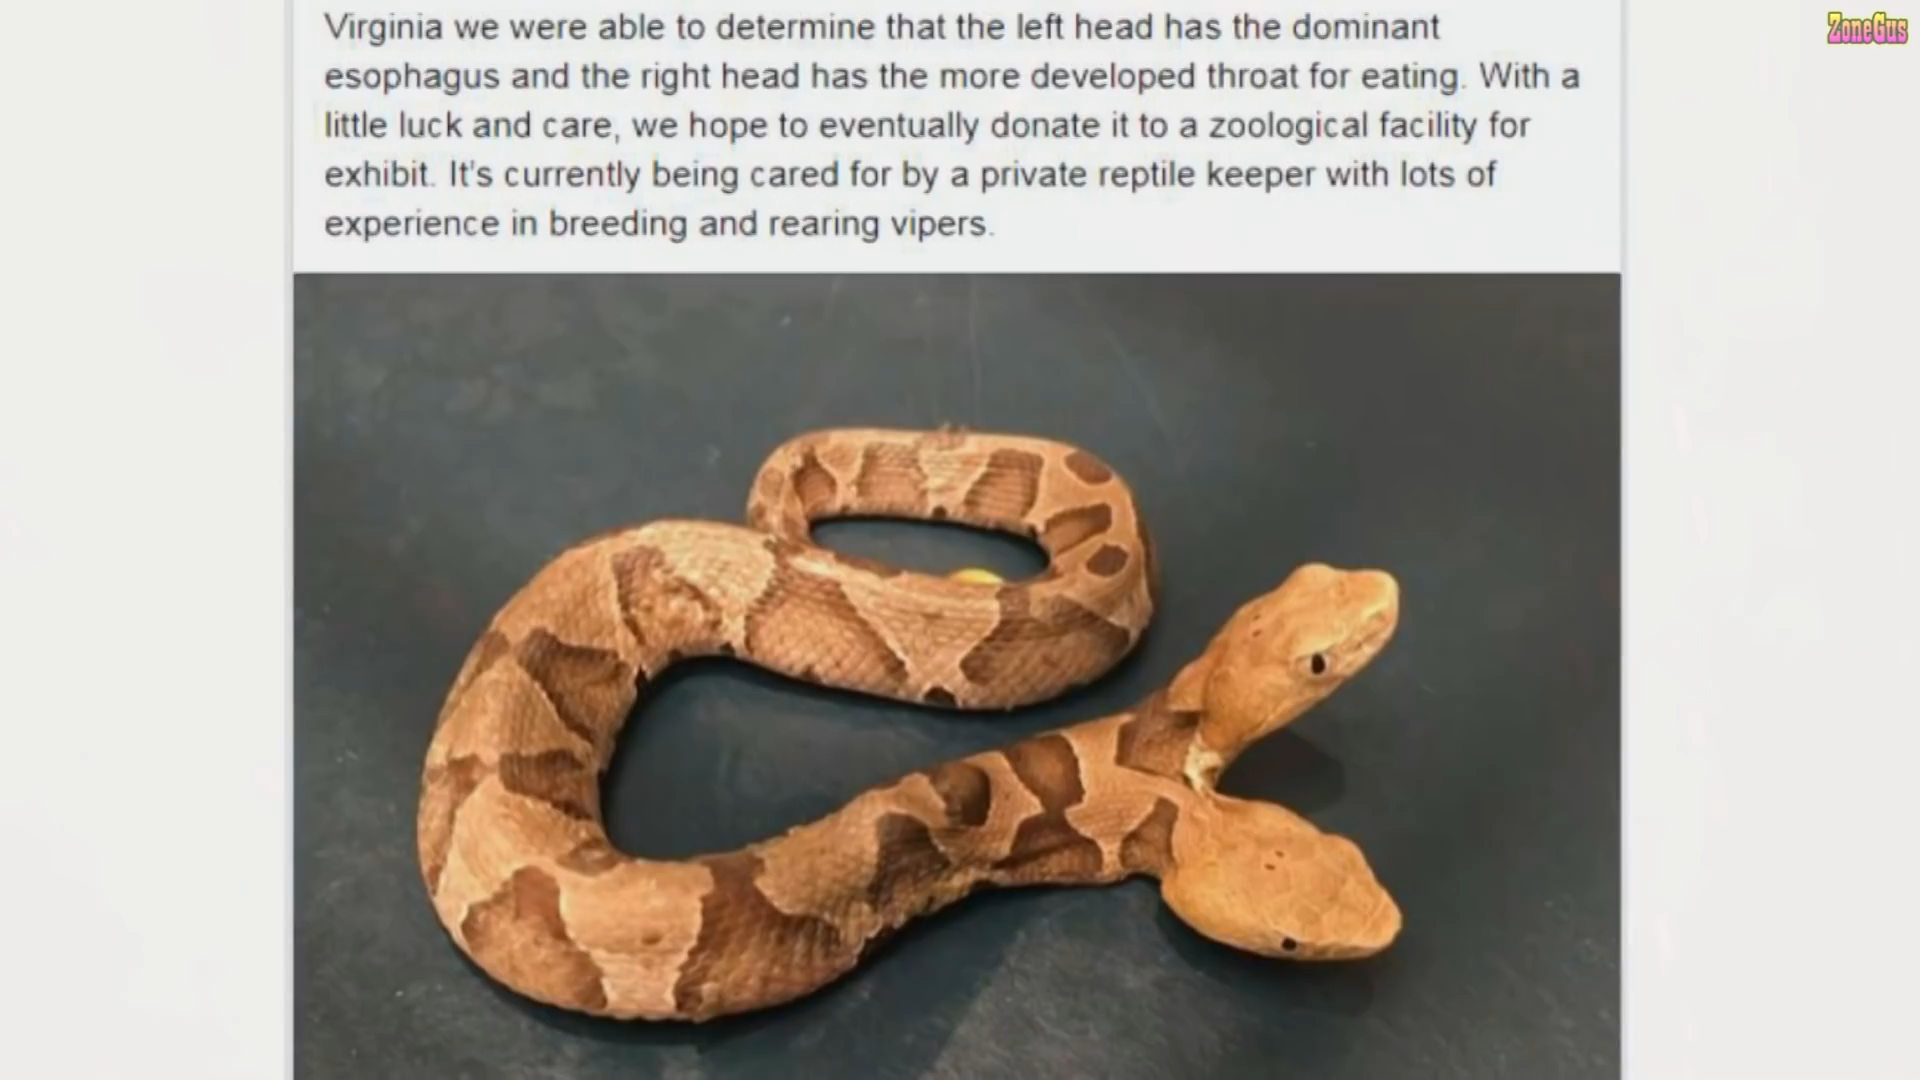 Virginia we were able to determine that the left head has the dominant
esophagus and the right head has the more developed throat for eating. With a
little luck and care, we hope to eventually donate it to a zoological facility for
exhibit. It's currently being cared for by a private reptile keeper with lots of
experience in breeding and rearing vipers.
ZoneGus